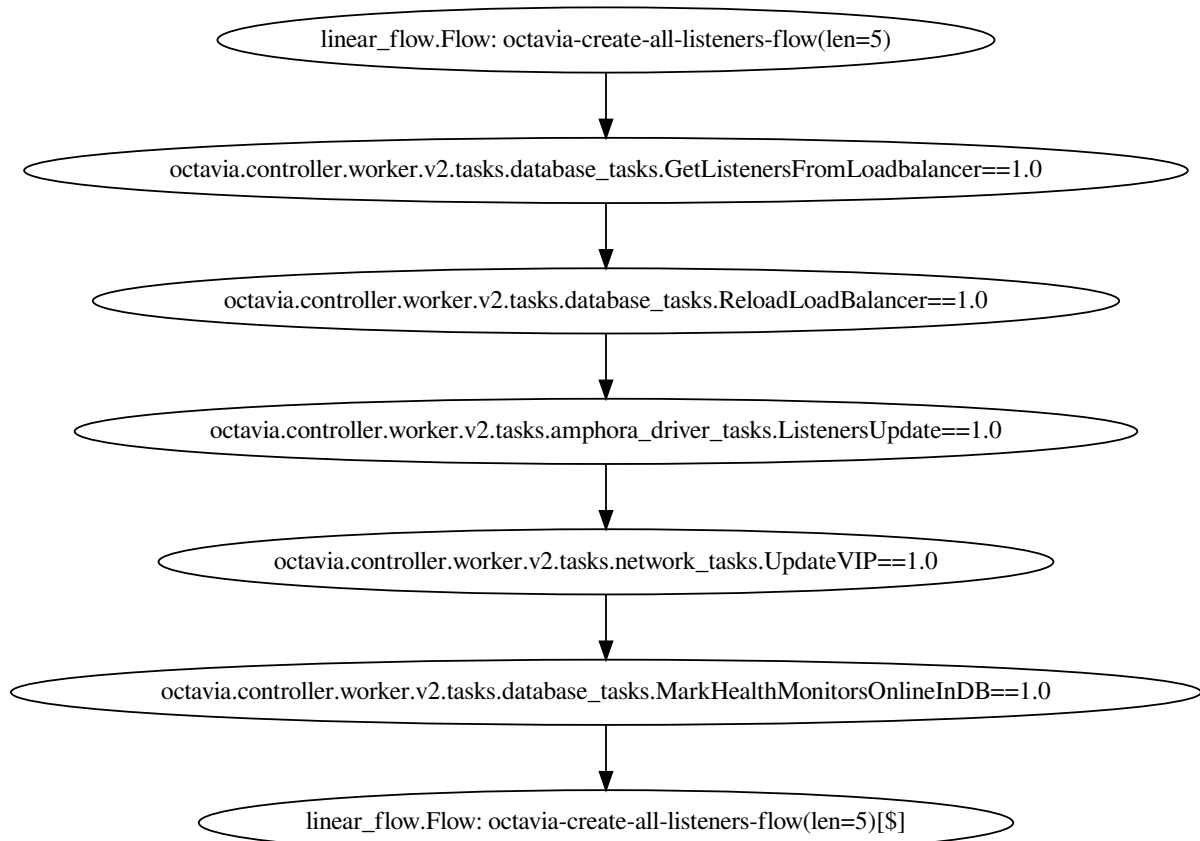 linear_flow.Flow: octavia-create-all-listeners-flow(len=5)
octavia.controller.worker.v2.tasks.database_tasks.GetListenersFromLoadbalancer==1.0
octavia.controller.worker.v2.tasks.database_tasks.ReloadLoadBalancer==1.0
octavia.controller.worker.v2.tasks.amphora_driver_tasks.ListenersUpdate==1.0
octavia.controller.worker.v2.tasks.network_tasks.UpdateVIP==1.0
octavia.controller.worker.v2.tasks.database_tasks.MarkHealthMonitorsOnlineInDB==1.0
linear_flow.Flow: octavia-create-all-listeners-flow(len=5)[$]